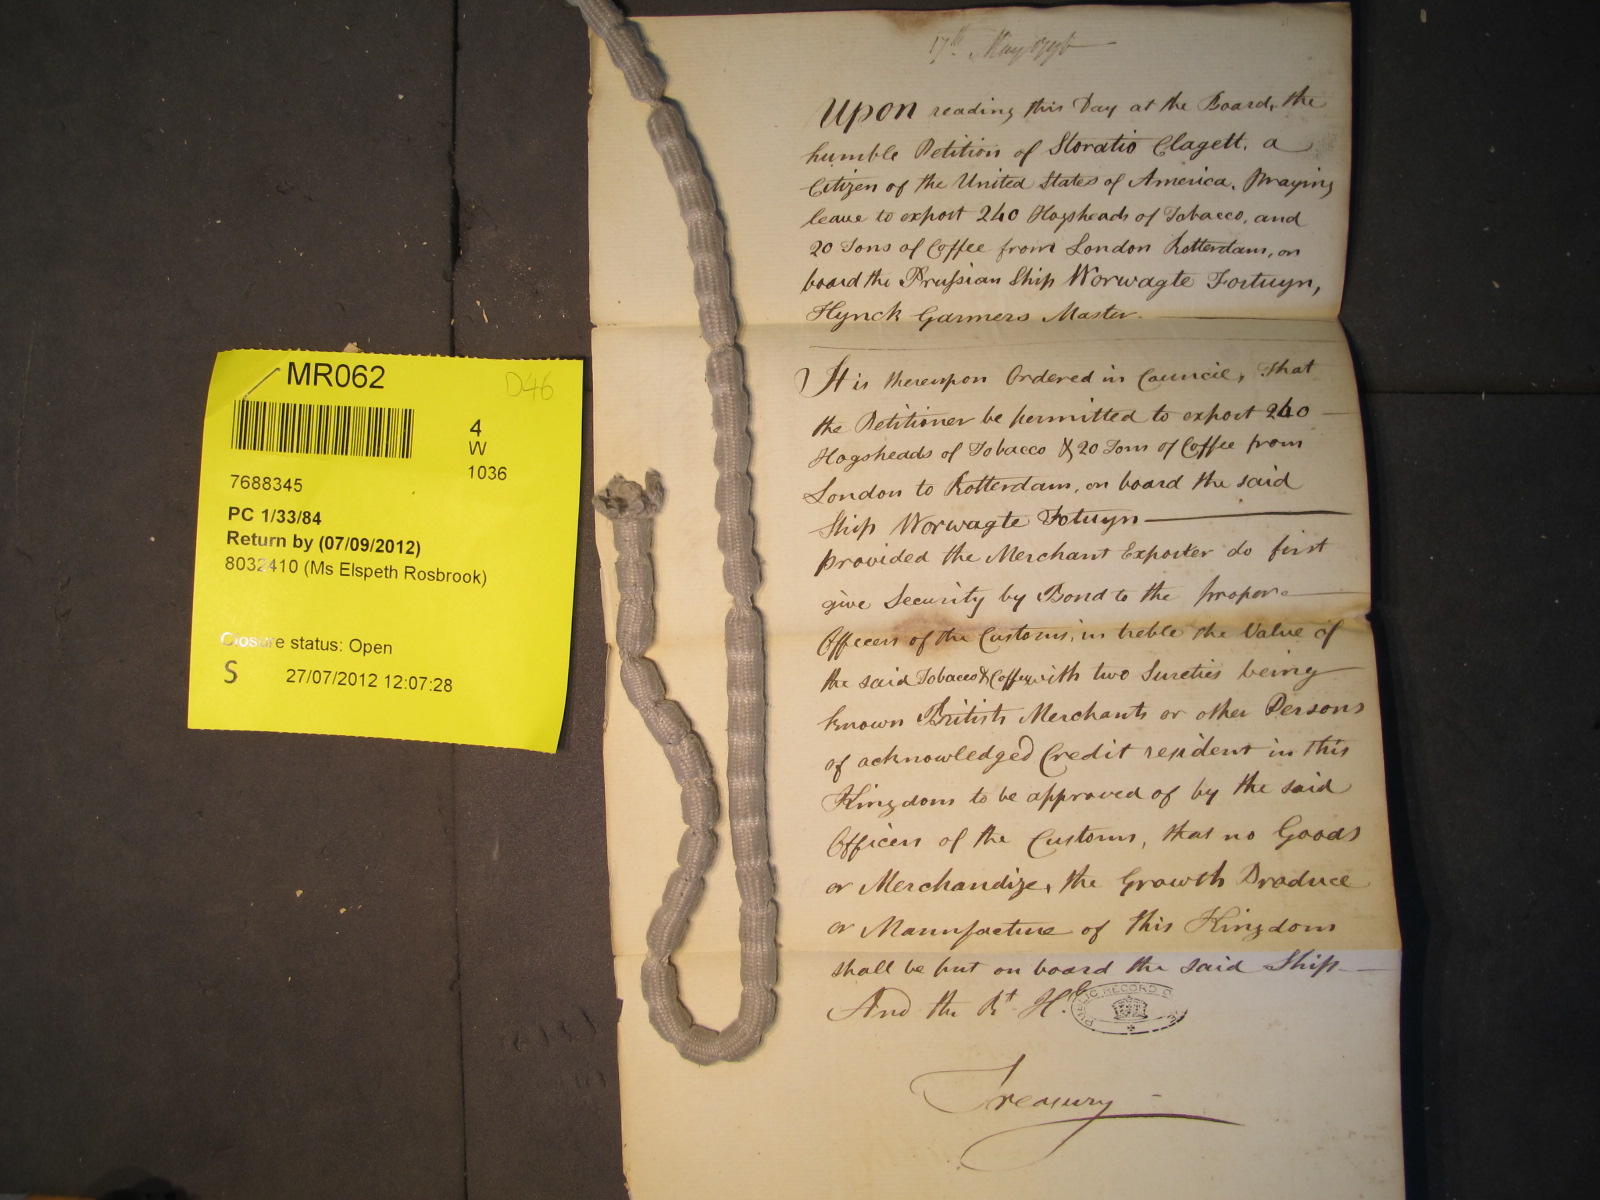 MR062
D46
4
W
1036
7688345
PC 1/33/84
Return by (07/09/2012)
8032410 (Ms Elspeth Rosbrook)
Closure status: Open
S
27/07/2012 12:07:28
17th May 1796
Upon reading this Day at the Board, the
humble Petition of Horatio Clagett, a
Citizen of the United States of America, Praying
leave to export 240 Hogsheads of Tobacco, and
20 Tons of Coffee from London Rotterdam, on
board the Prussian Ship Worwagte Fortuyn,
Hynck Garmers Master.
It is thereupon Ordered in Council, that
the Petitioner be permitted to export 240
Hogsheads of Tobacco & 20 Tons of Coffee from
London to Rotterdam, on board the said
Ship Worwagte Fotuyn
provided the Merchant Exporter do first
give Security by Bond to the proper
Officers of the Customs, in treble the Value of
the said Tobacco & Coffee with two Sureties being
known British Merchants or other Persons
of acknowledged Credit resident in this
Kingdom to be approved of by the said
Officers of the Customs, that no Goods
or Merchandize, the Growth Produce
or Manufacture of this Kingdom
shall be put on board the said Ship
And the Rt. H.ble
PUBLIC RECORD O
Treasury